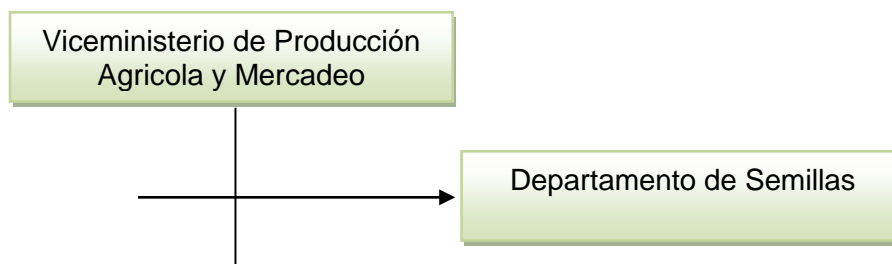 Viceministerio de Producción
Agricola y Mercadeo
Departamento de Semillas